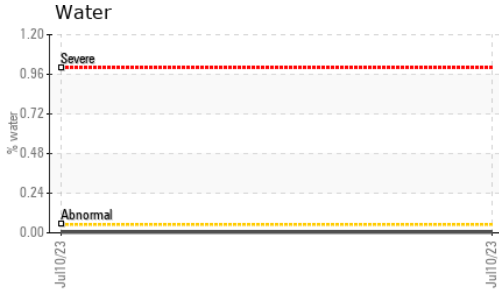 Water
1.20
Severe
0.96
0.72
% water
0.48
0.24
Abnormal
0.00
Jul10/23
Jul10/23